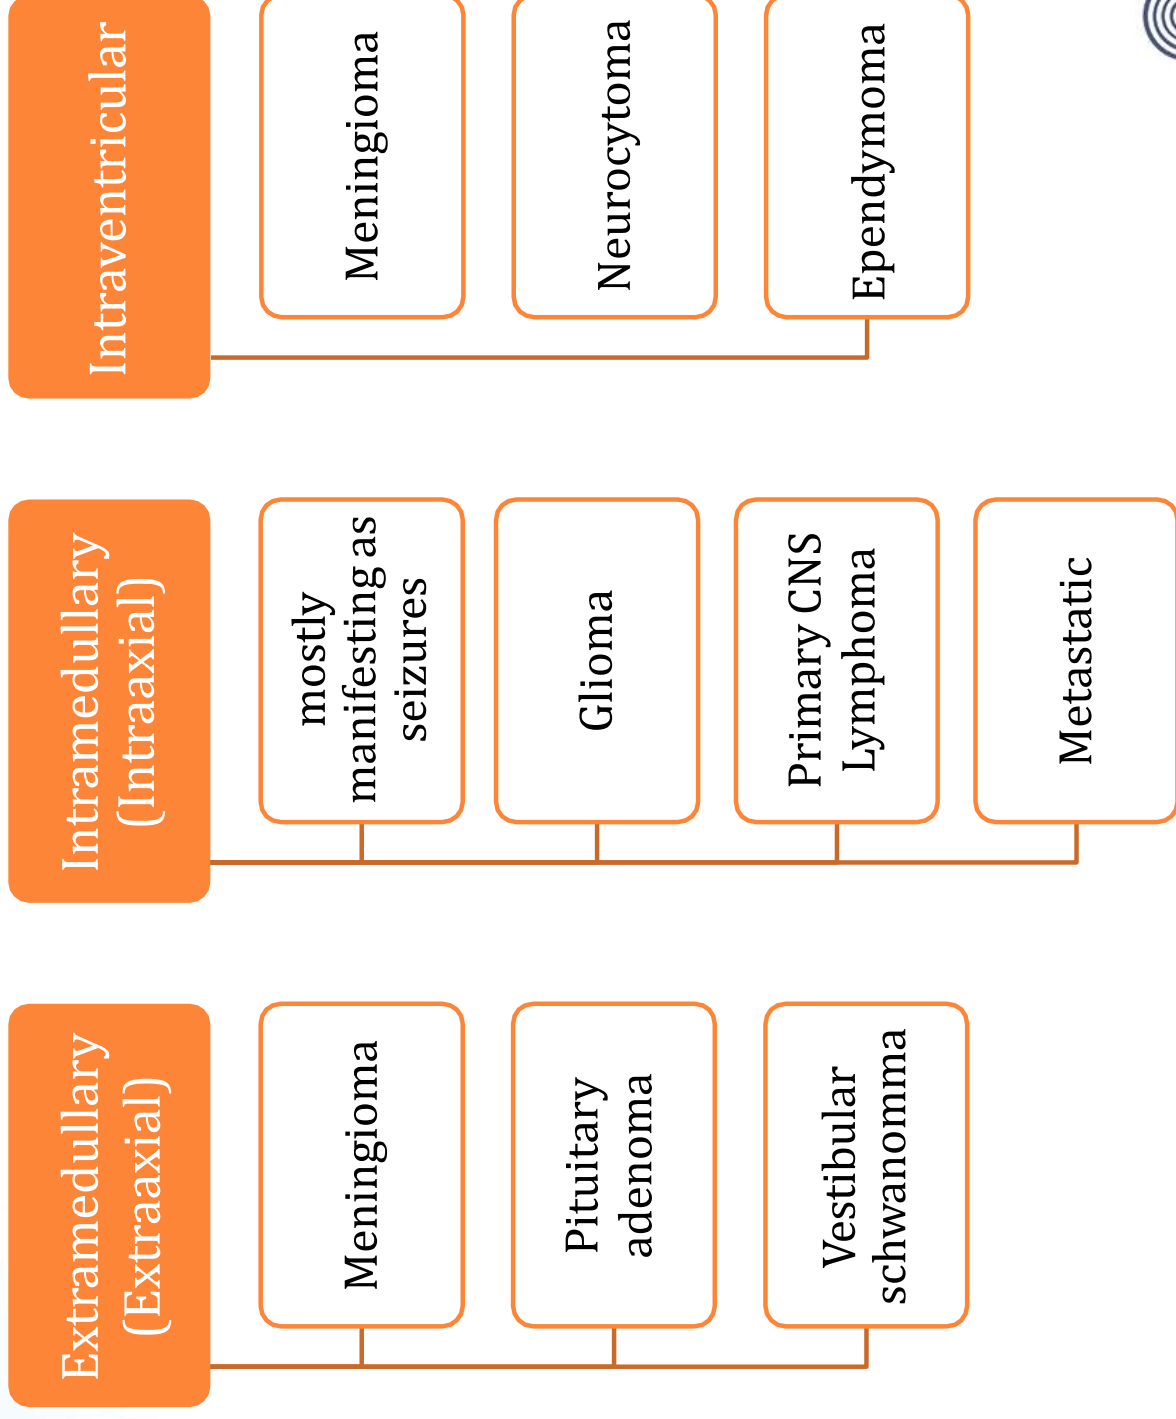 Extramedullary
(Extraaxial)
Meningioma
Pituitary
adenoma
Vestibular
schwanomma
Intramedullary
(Intraaxial)
mostly
manifesting as
seizures
Glioma
Primary CNS
Lymphoma
Metastatic
Intraventricular
Meningioma
Neurocytoma
Ependymoma